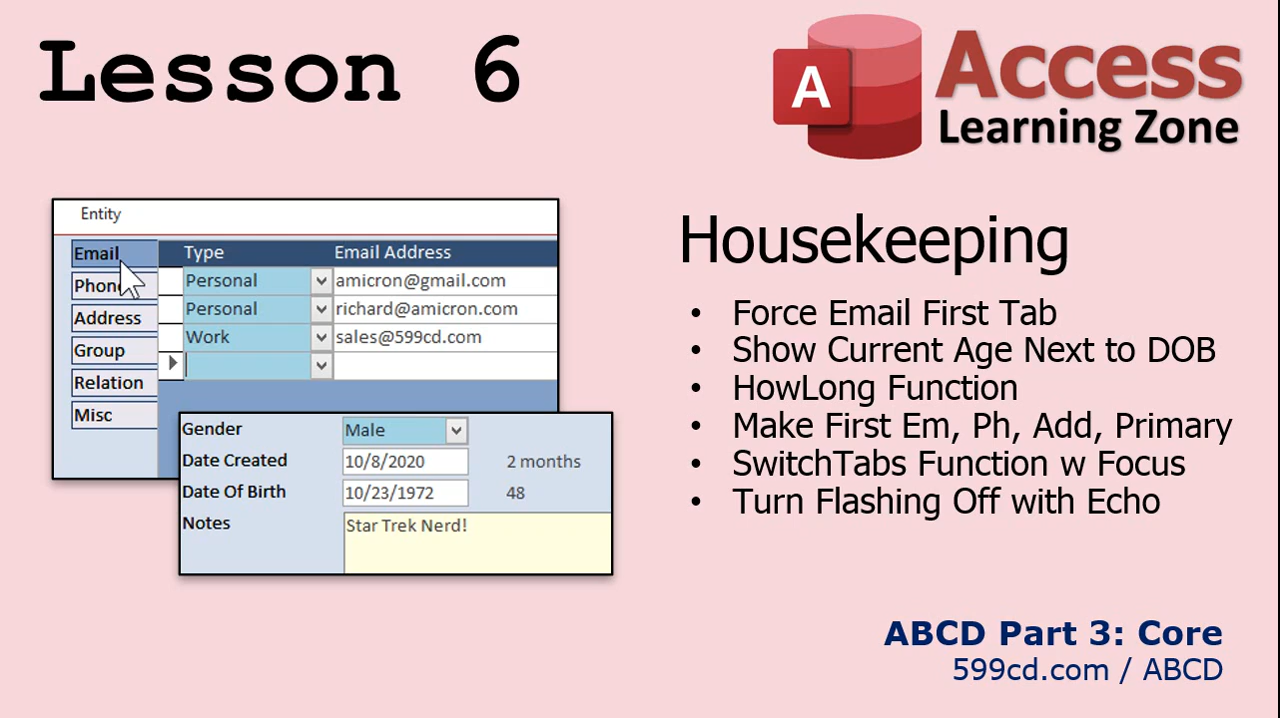 Lesson 6
A
Access
Learning Zone
Entity
Email
Phone
Address
Group
Relation
Misc
Type Email Address
Personal amicron@gmail.com
Personal richard@amicron.com
Work sales@599cd.com
Gender Male
Date Created 10/8/2020 2 months
Date Of Birth 10/23/1972 48
Notes Star Trek Nerd!
Housekeeping
• Force Email First Tab
• Show Current Age Next to DOB
• HowLong Function
• Make First Em, Ph, Add, Primary
• SwitchTabs Function w Focus
• Turn Flashing Off with Echo
ABCD Part 3: Core
599cd.com / ABCD